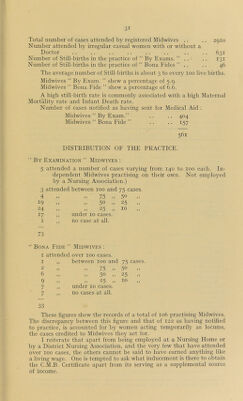 31
Total number of cases attended by registered Midwives .. .. 2920
Number attended by irregular casual women with or without a
Doctor .. .. .. .. .. .. .. .. 631
Number of Still-births in the practice of " By Exams. " .. .. 131
Number of Still-births in the practice of " Bona Fides " .. .. 46
The average number of Still-births is about 3 to every 100 live births.
Midwives " By Exam. " shew a percentage of 5.9
Midwives " Bona Fide " shew a percentage of 6.6.
A high still-birth rate is commonly associated with a high Maternal
Mortality rate and Infant Death rate.
Number of cases notified as having sent for Medical Aid :
Midwives " By Exam." .. .. 404
Midwives " Bona Fide " .. .. 157
561
DISTRIBUTION OF THE PRACTICE.
" By Examination " Midwives :
5 attended a number of cases varying from 140 to 100 each. In-
dependent Midwives practising on their own. Not employed
by a Nursing Association.)
3 attended between 100 and 75 cases.
4 ,, ,, 75 ,, 50 ,,
19 ,, ,, 50 ,, 25 ,,
24 ,, ,, 25 ,, 10 ,,
17 ,, under 10 cases.
1 ,, no case at all.
73
" Bona Fide " Midwives :
1 attended over 100 cases.
1 ,, between 100 and 75 cases.
2 ,, ,, 75 ,, 50 ,,
6 ,, ,, 50 ,, 25 ,,
9 ,, ,, 25 ,, 10 ,,
7 ,, under 10 cases.
7 ,, no cases at all.
33
These figures shew the records of a total of 106 practising Midwives.
The discrepancy between this figure and that of 122 as having notified
to practice, is accounted for by women acting temporarily as locums,
the cases credited to Midwives they act for.
I reiterate that apart from being employed at a Nursing Home or
by a District Nursing Association, and the very few that have attended
over 100 cases, the others cannot be said to have earned anything like
a living wage. One is tempted to ask what inducement is there to obtain
the C.M.B. Certificate apart from its serving as a supplemental source
of income.